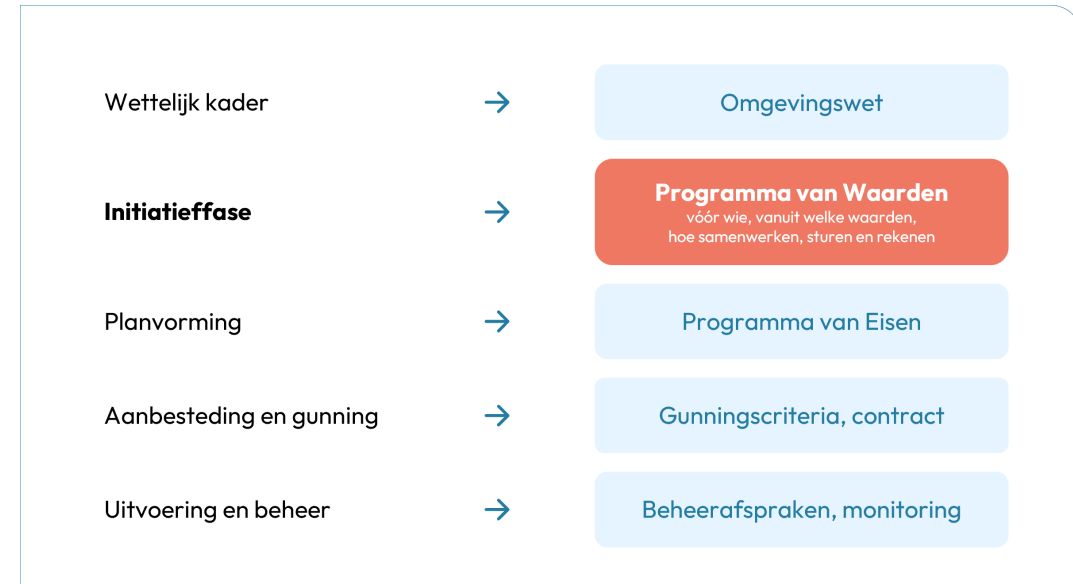 Wettelijk kader
Omgevingswet
Initiatieffase
Programma van Waarden
vóór wie, vanuit welke waarden,
hoe samenwerken, sturen en rekenen
Planvorming
Programma van Eisen
Aanbesteding en gunning
Gunningscriteria, contract
Uitvoering en beheer
Beheerafspraken, monitoring